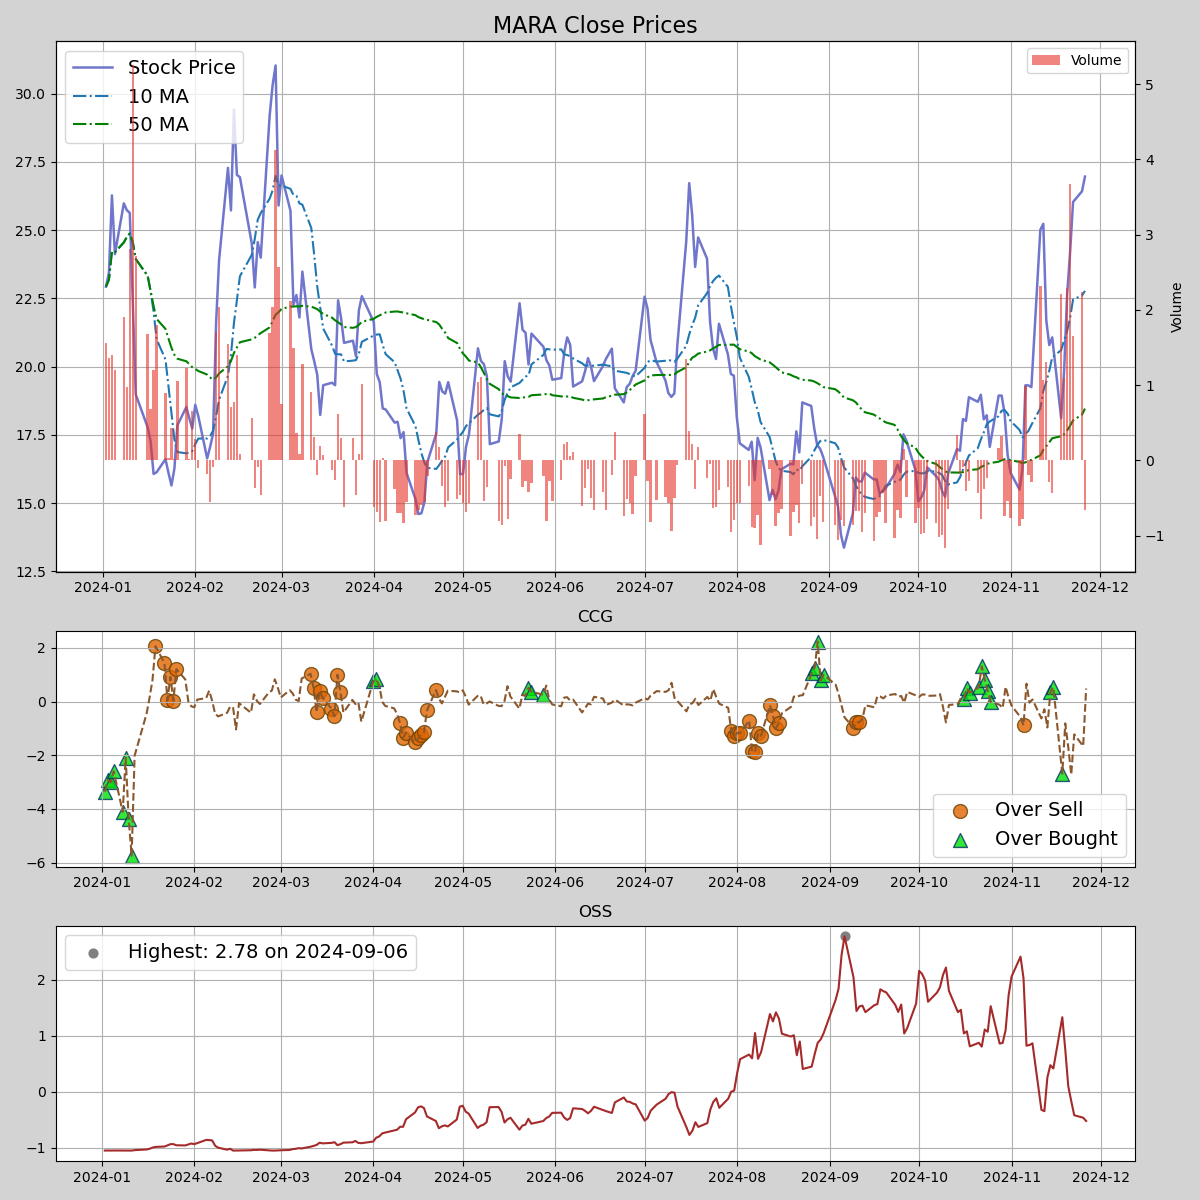 MARA Close Prices
Stock Price
10 MA
50 MA
Volume
30.0
27.5
25.0
22.5
20.0
17.5
15.0
12.5
5
4
3
2
1
0
−1
Volume
2024-01 2024-02 2024-03 2024-04 2024-05 2024-06 2024-07 2024-08 2024-09 2024-10 2024-11 2024-12
CCG
2
0
−2
−4
−6
Over Sell
Over Bought
2024-01 2024-02 2024-03 2024-04 2024-05 2024-06 2024-07 2024-08 2024-09 2024-10 2024-11 2024-12
OSS
Highest: 2.78 on 2024-09-06
2
1
0
−1
2024-01 2024-02 2024-03 2024-04 2024-05 2024-06 2024-07 2024-08 2024-09 2024-10 2024-11 2024-12